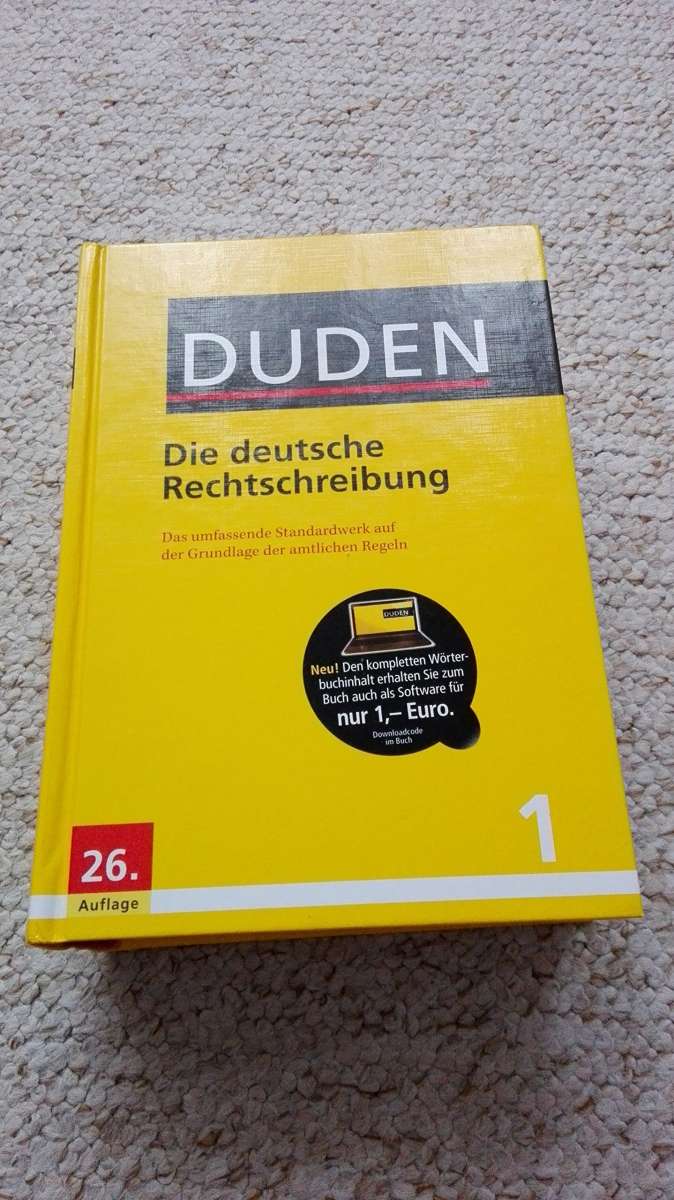 DUDEN
Die deutsche
Rechtschreibung
Das umfassende Standardwerk auf
der Grundlage der amtlichen Regeln
DUDEN
Neu! Den kompletten Wörter-
buchinhalt erhalten Sie zum
Buch auch als Software für
nur 1,– Euro.
Downloadcode
im Buch
1
26.
Auflage